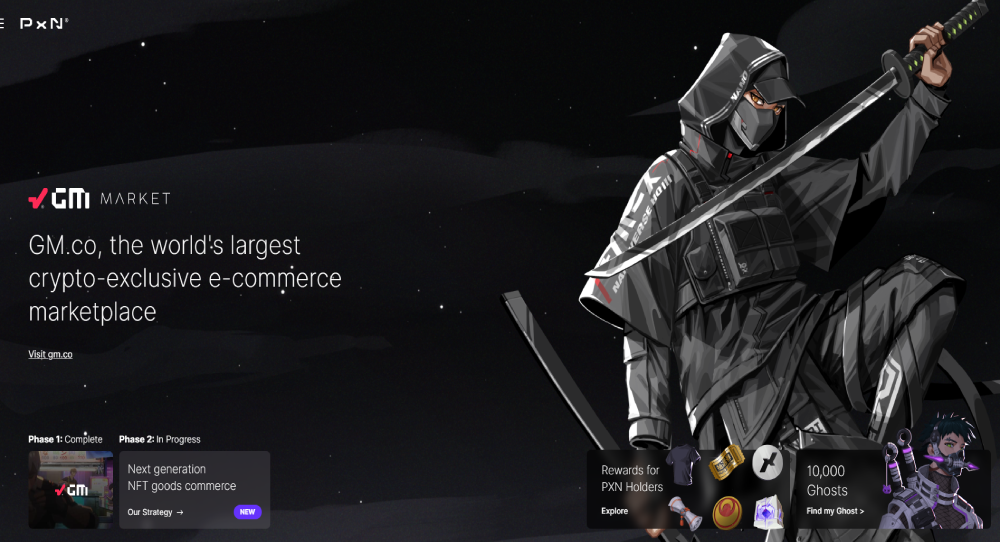 PxN®
GM MARKET
GM.co, the world's largest
crypto-exclusive e-commerce
marketplace
Visit gm.co
Phase 1: Complete
Phase 2: In Progress
GM
Next generation
NFT goods commerce
Our Strategy →
NEW
Rewards for
PXN Holders
Explore
10,000
Ghosts
Find my Ghost >